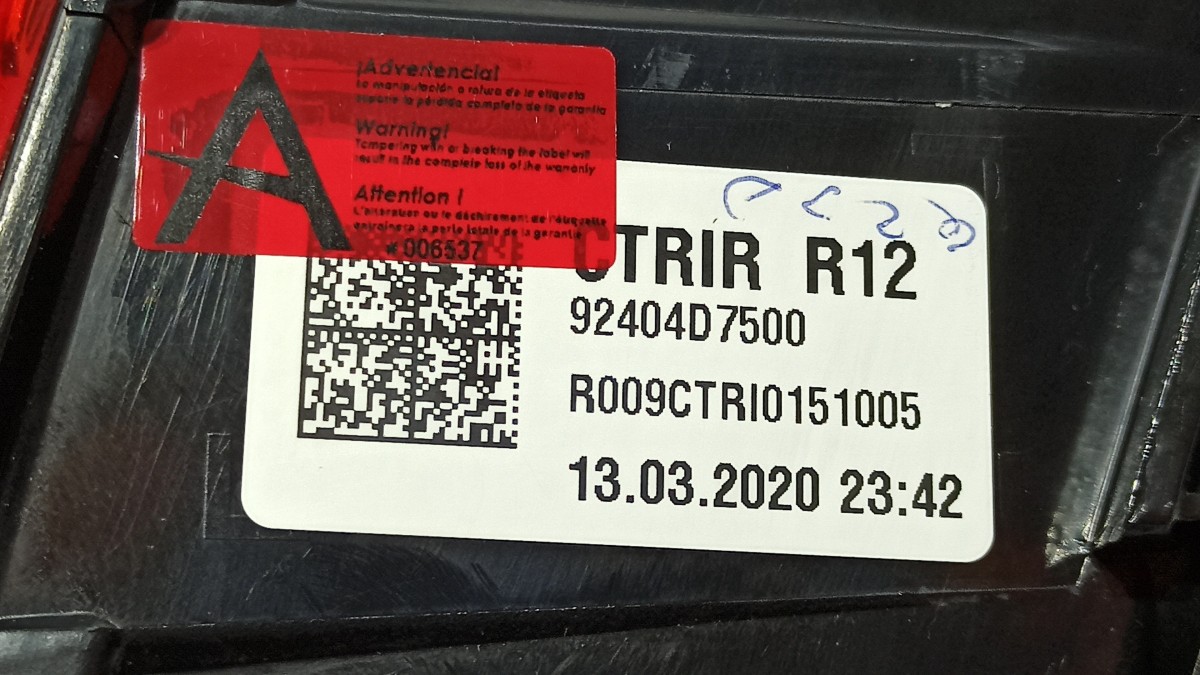 ¡Advertencia!
La manipulación o rotura de la etiqueta
supone la pérdida completa de la garantía
Warning!
Tampering with or breaking the label will
result in the complete loss of the warranty
Attention !
L'altération ou le déchirement de l'étiquette
entraînera la perte totale de la garantie
*006537
CTRIR R12
92404D7500
R009CTRI0151005
13.03.2020 23:42